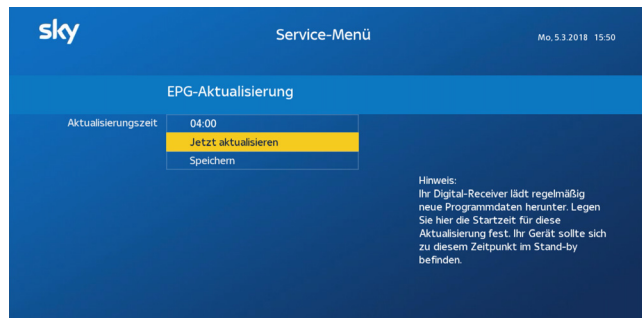 sky
Service-Menü
Mo, 5.3.2018 15:50
EPG-Aktualisierung
Aktualisierungszeit 04:00
Jetzt aktualisieren
Speichern
Hinweis:
Ihr Digital-Receiver lädt regelmäßig
neue Programmdaten herunter. Legen
Sie hier die Startzeit für diese
Aktualisierung fest. Ihr Gerät sollte sich
zu diesem Zeitpunkt im Stand-by
befinden.